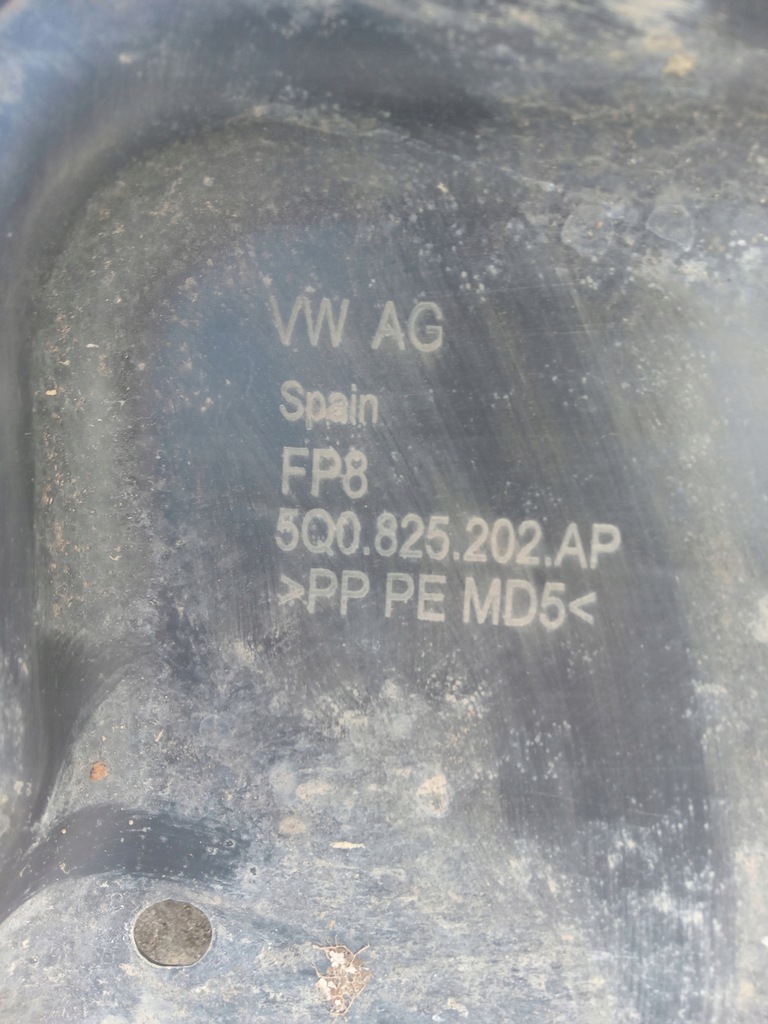 VW AG
Spain
FP8
5Q0.825.202.AP
>PP PE MD5<